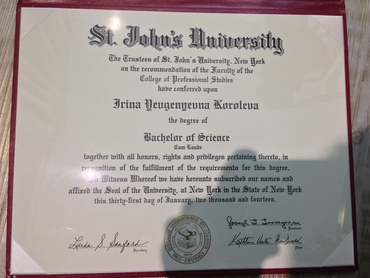 St. John's University
The Trustees of St. John's University, New York
on the recommendation of the Faculty of the
College of Professional Studies
have conferred upon
Irina Yevgenyevna Koroleva
the degree of
Bachelor of Science
Cum Laude
together with all honors, rights and privileges pertaining thereto, in
recognition of the fulfillment of the requirements for this degree.
In Witness Whereof we have hereunto subscribed our names and
affixed the Seal of the University, at New York in the State of New York
this thirty-first day of January, two thousand and fourteen.
Secretary
President
Dean